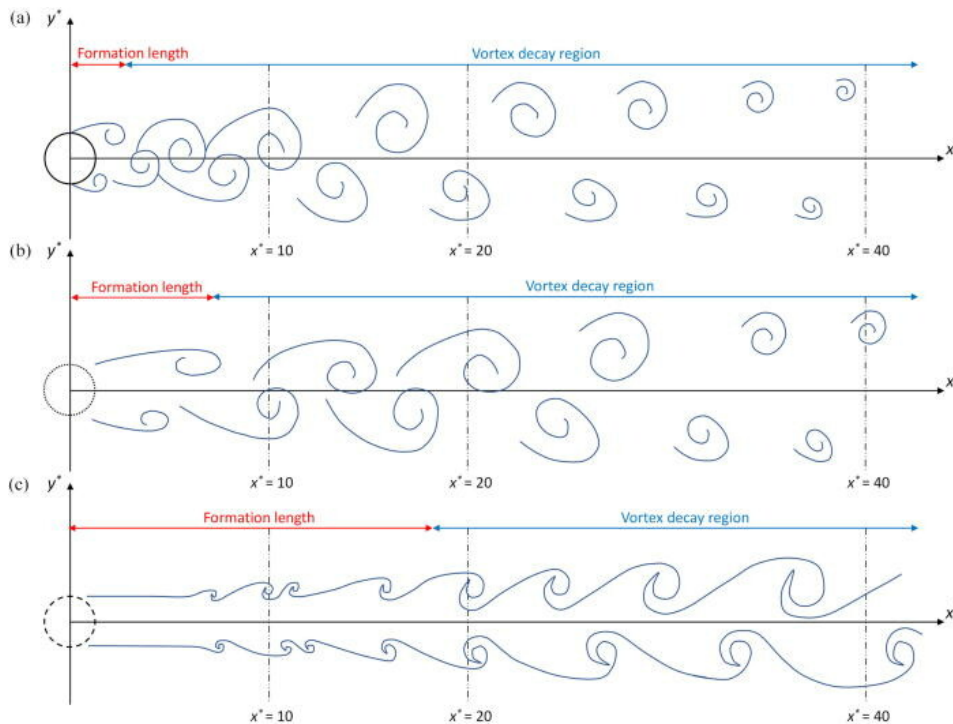 (a)
y*
Formation length
Vortex decay region
x*
x* = 10
x* = 20
x* = 40
(b)
y*
Formation length
Vortex decay region
x*
x* = 10
x* = 20
x* = 40
(c)
y*
Formation length
Vortex decay region
x*
x* = 10
x* = 20
x* = 40